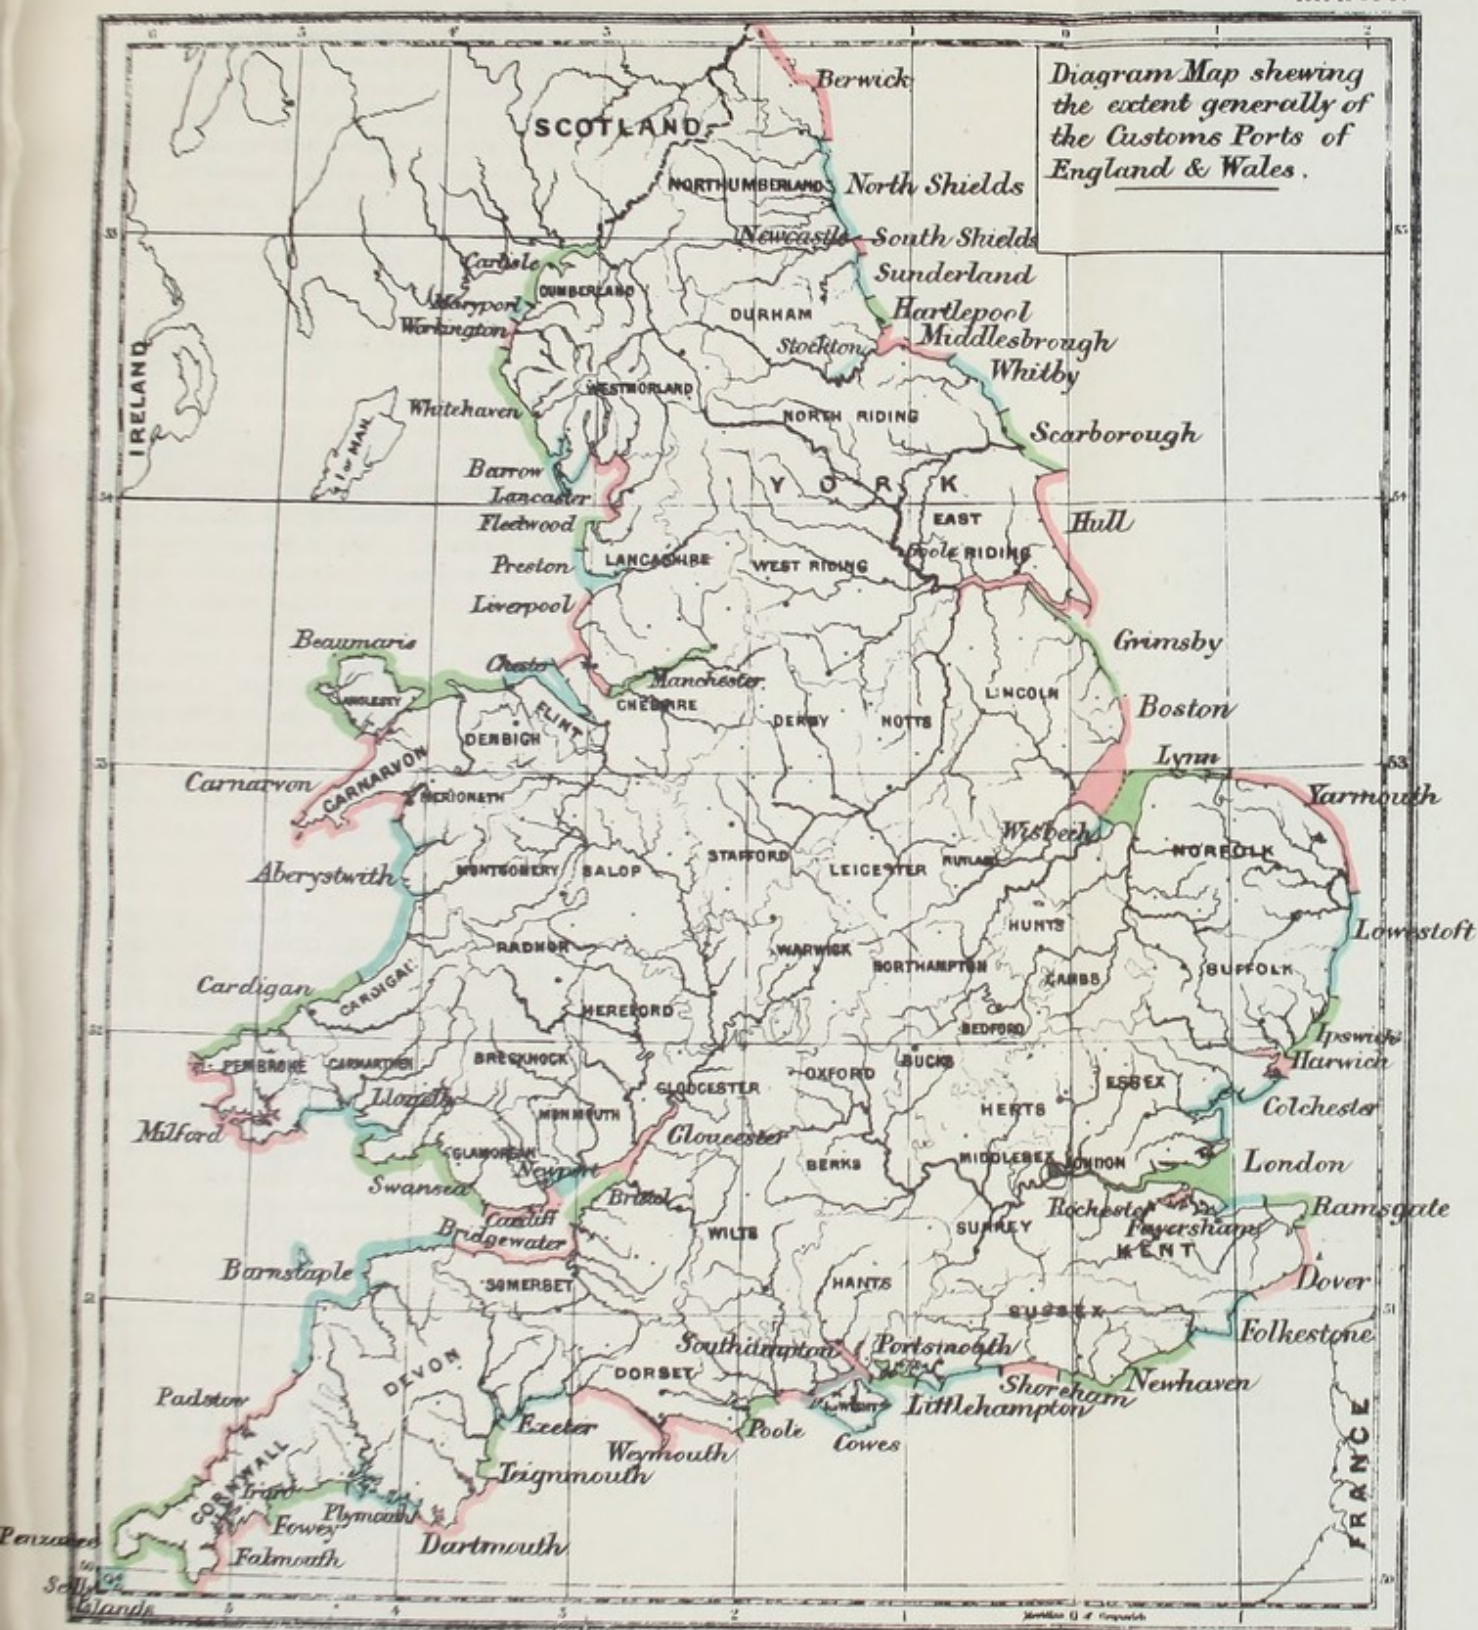 Diagram Map shewing
the extent generally of
the Customs Ports of
England & Wales.
Berwick
SCOTLAND
NORTHUMBERLAND
North Shields
Newcastle
South Shields
Carlisle
Sunderland
CUMBERLAND
Maryport
DURHAM
Hartlepool
Workington
Stockton
Middlesbrough
Whitby
IRELAND
WESTMORLAND
Whitehaven
NORTH RIDING
Scarborough
I. of MAN
Barrow
Lancaster
YORK
Fleetwood
EAST
Hull
Preston
LANCASHIRE
WEST RIDING
Goole
RIDING
Liverpool
Beaumaris
Grimsby
Chester
Manchester
ANGLESEY
CHESHIRE
LINCOLN
FLINT
DERBY
NOTTS
Boston
DENBIGH
Lynn
Carnarvon
CARNARVON
MERIONETH
Yarmouth
Wisbech
NORFOLK
STAFFORD
Aberystwith
MONTGOMERY
SALOP
LEICESTER
RUTLAND
HUNTS
Lowestoft
RADNOR
WARWICK
NORTHAMPTON
CAMBS
SUFFOLK
Cardigan
CARDIGAN
HEREFORD
BEDFORD
Ipswich
PEMBROKE
CARMARTHEN
BRECKNOCK
BUCKS
Harwich
OXFORD
GLOUCESTER
ESSEX
Llanelly
MONMOUTH
HERTS
Colchester
Milford
Gloucester
GLAMORGAN
Newport
BERKS
MIDDLESEX
LONDON
London
Swansea
Bristol
Rochester
Ramsgate
Cardiff
Faversham
Bridgewater
WILTS
SURREY
KENT
Barnstaple
SOMERSET
HANTS
Dover
SUSSEX
Folkestone
Southampton
Portsmouth
DEVON
DORSET
Shoreham
Newhaven
Padstow
Littlehampton
I. of WIGHT
Exeter
Poole
Cowes
Weymouth
FRANCE
CORNWALL
Teignmouth
Truro
Plymouth
Fowey
Penzance
Falmouth
Dartmouth
Scilly
Islands
Meridian of Greenwich